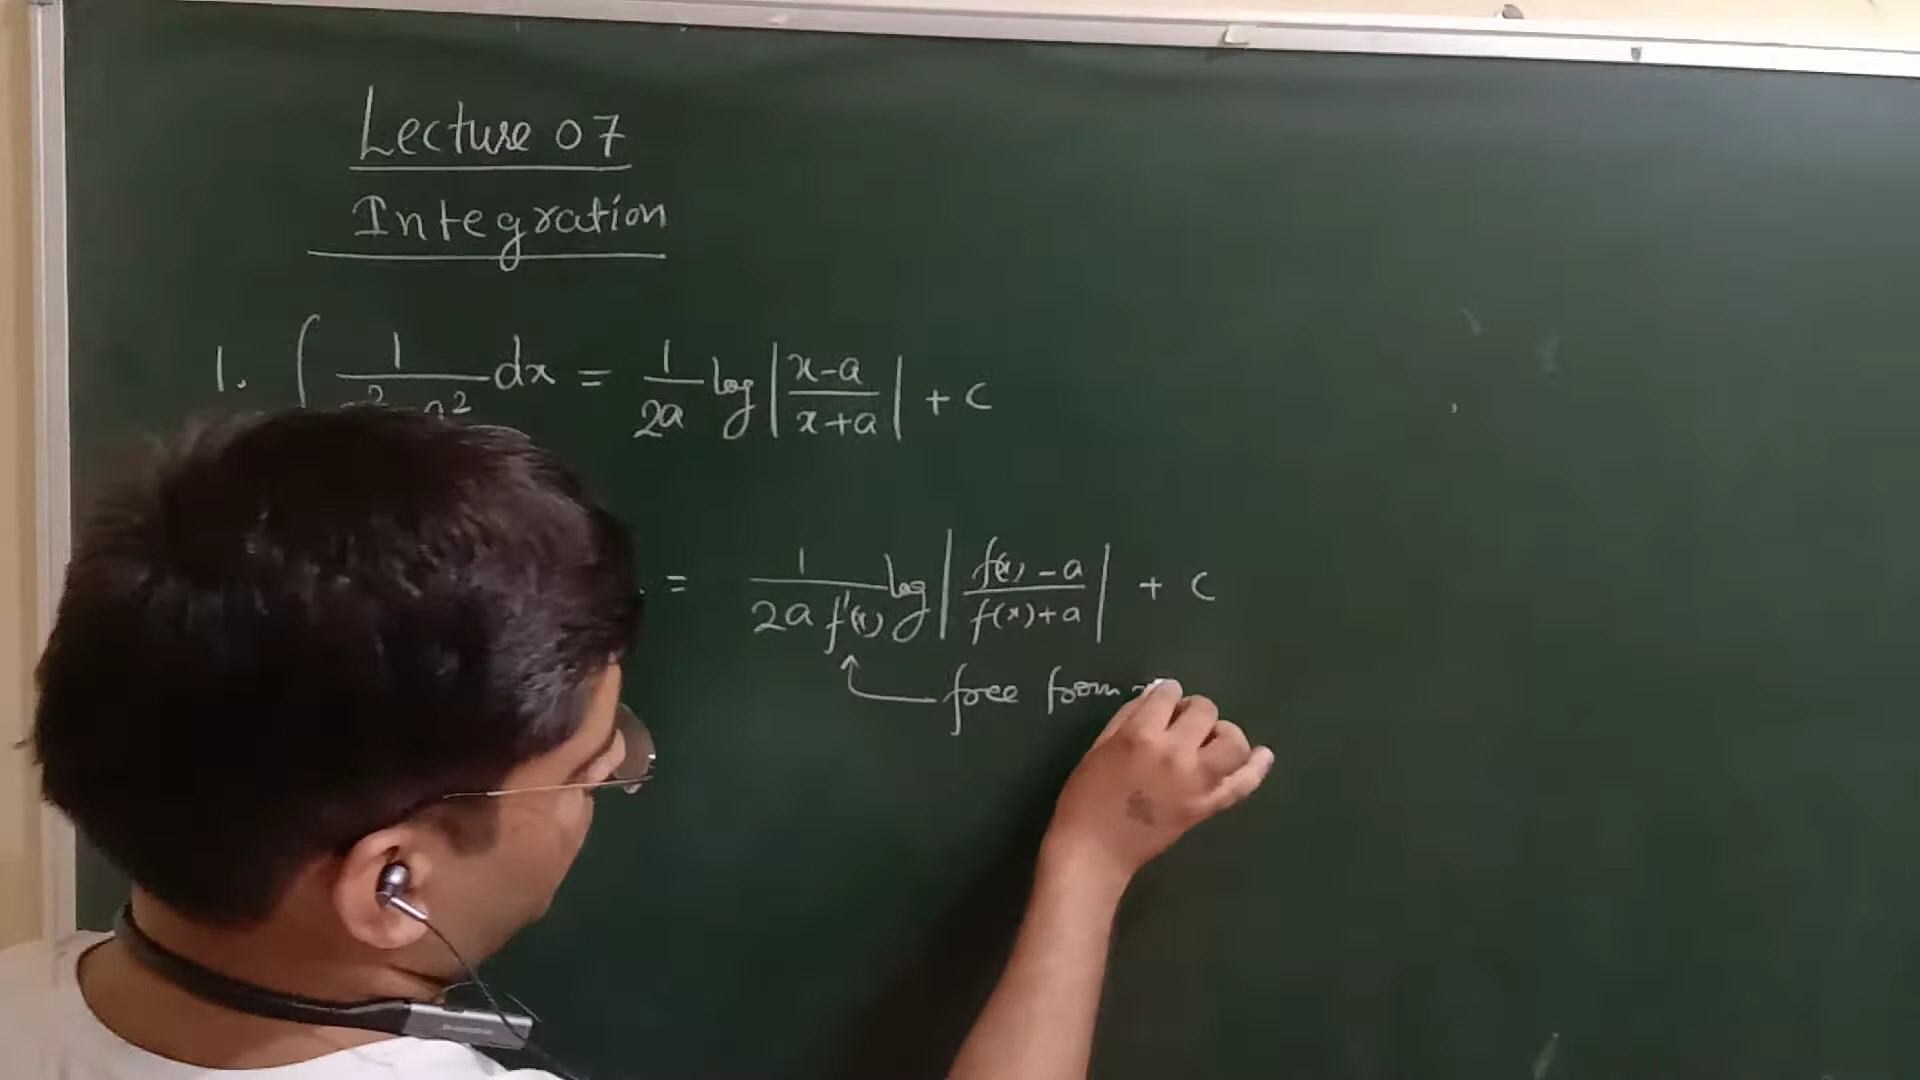 Lecture 07
Integration
1. ∫ 1/(x²-a²) dx = 1/2a log |x-a/x+a| + c
= 1/2a f'(x) log |f(x)-a/f(x)+a| + c
free from